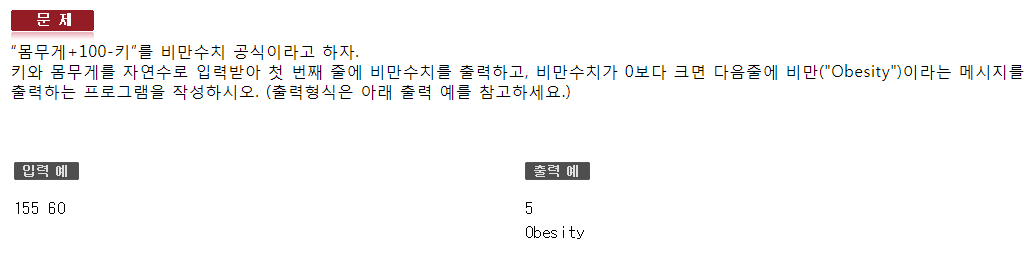 문 제
"몸무게+100-키"를 비만수치 공식이라고 하자.
키와 몸무게를 자연수로 입력받아 첫 번째 줄에 비만수치를 출력하고, 비만수치가 0보다 크면 다음줄에 비만("Obesity")이라는 메시지를
출력하는 프로그램을 작성하시오. (출력형식은 아래 출력 예를 참고하세요.)
입력 예
155 60
출력 예
5
Obesity